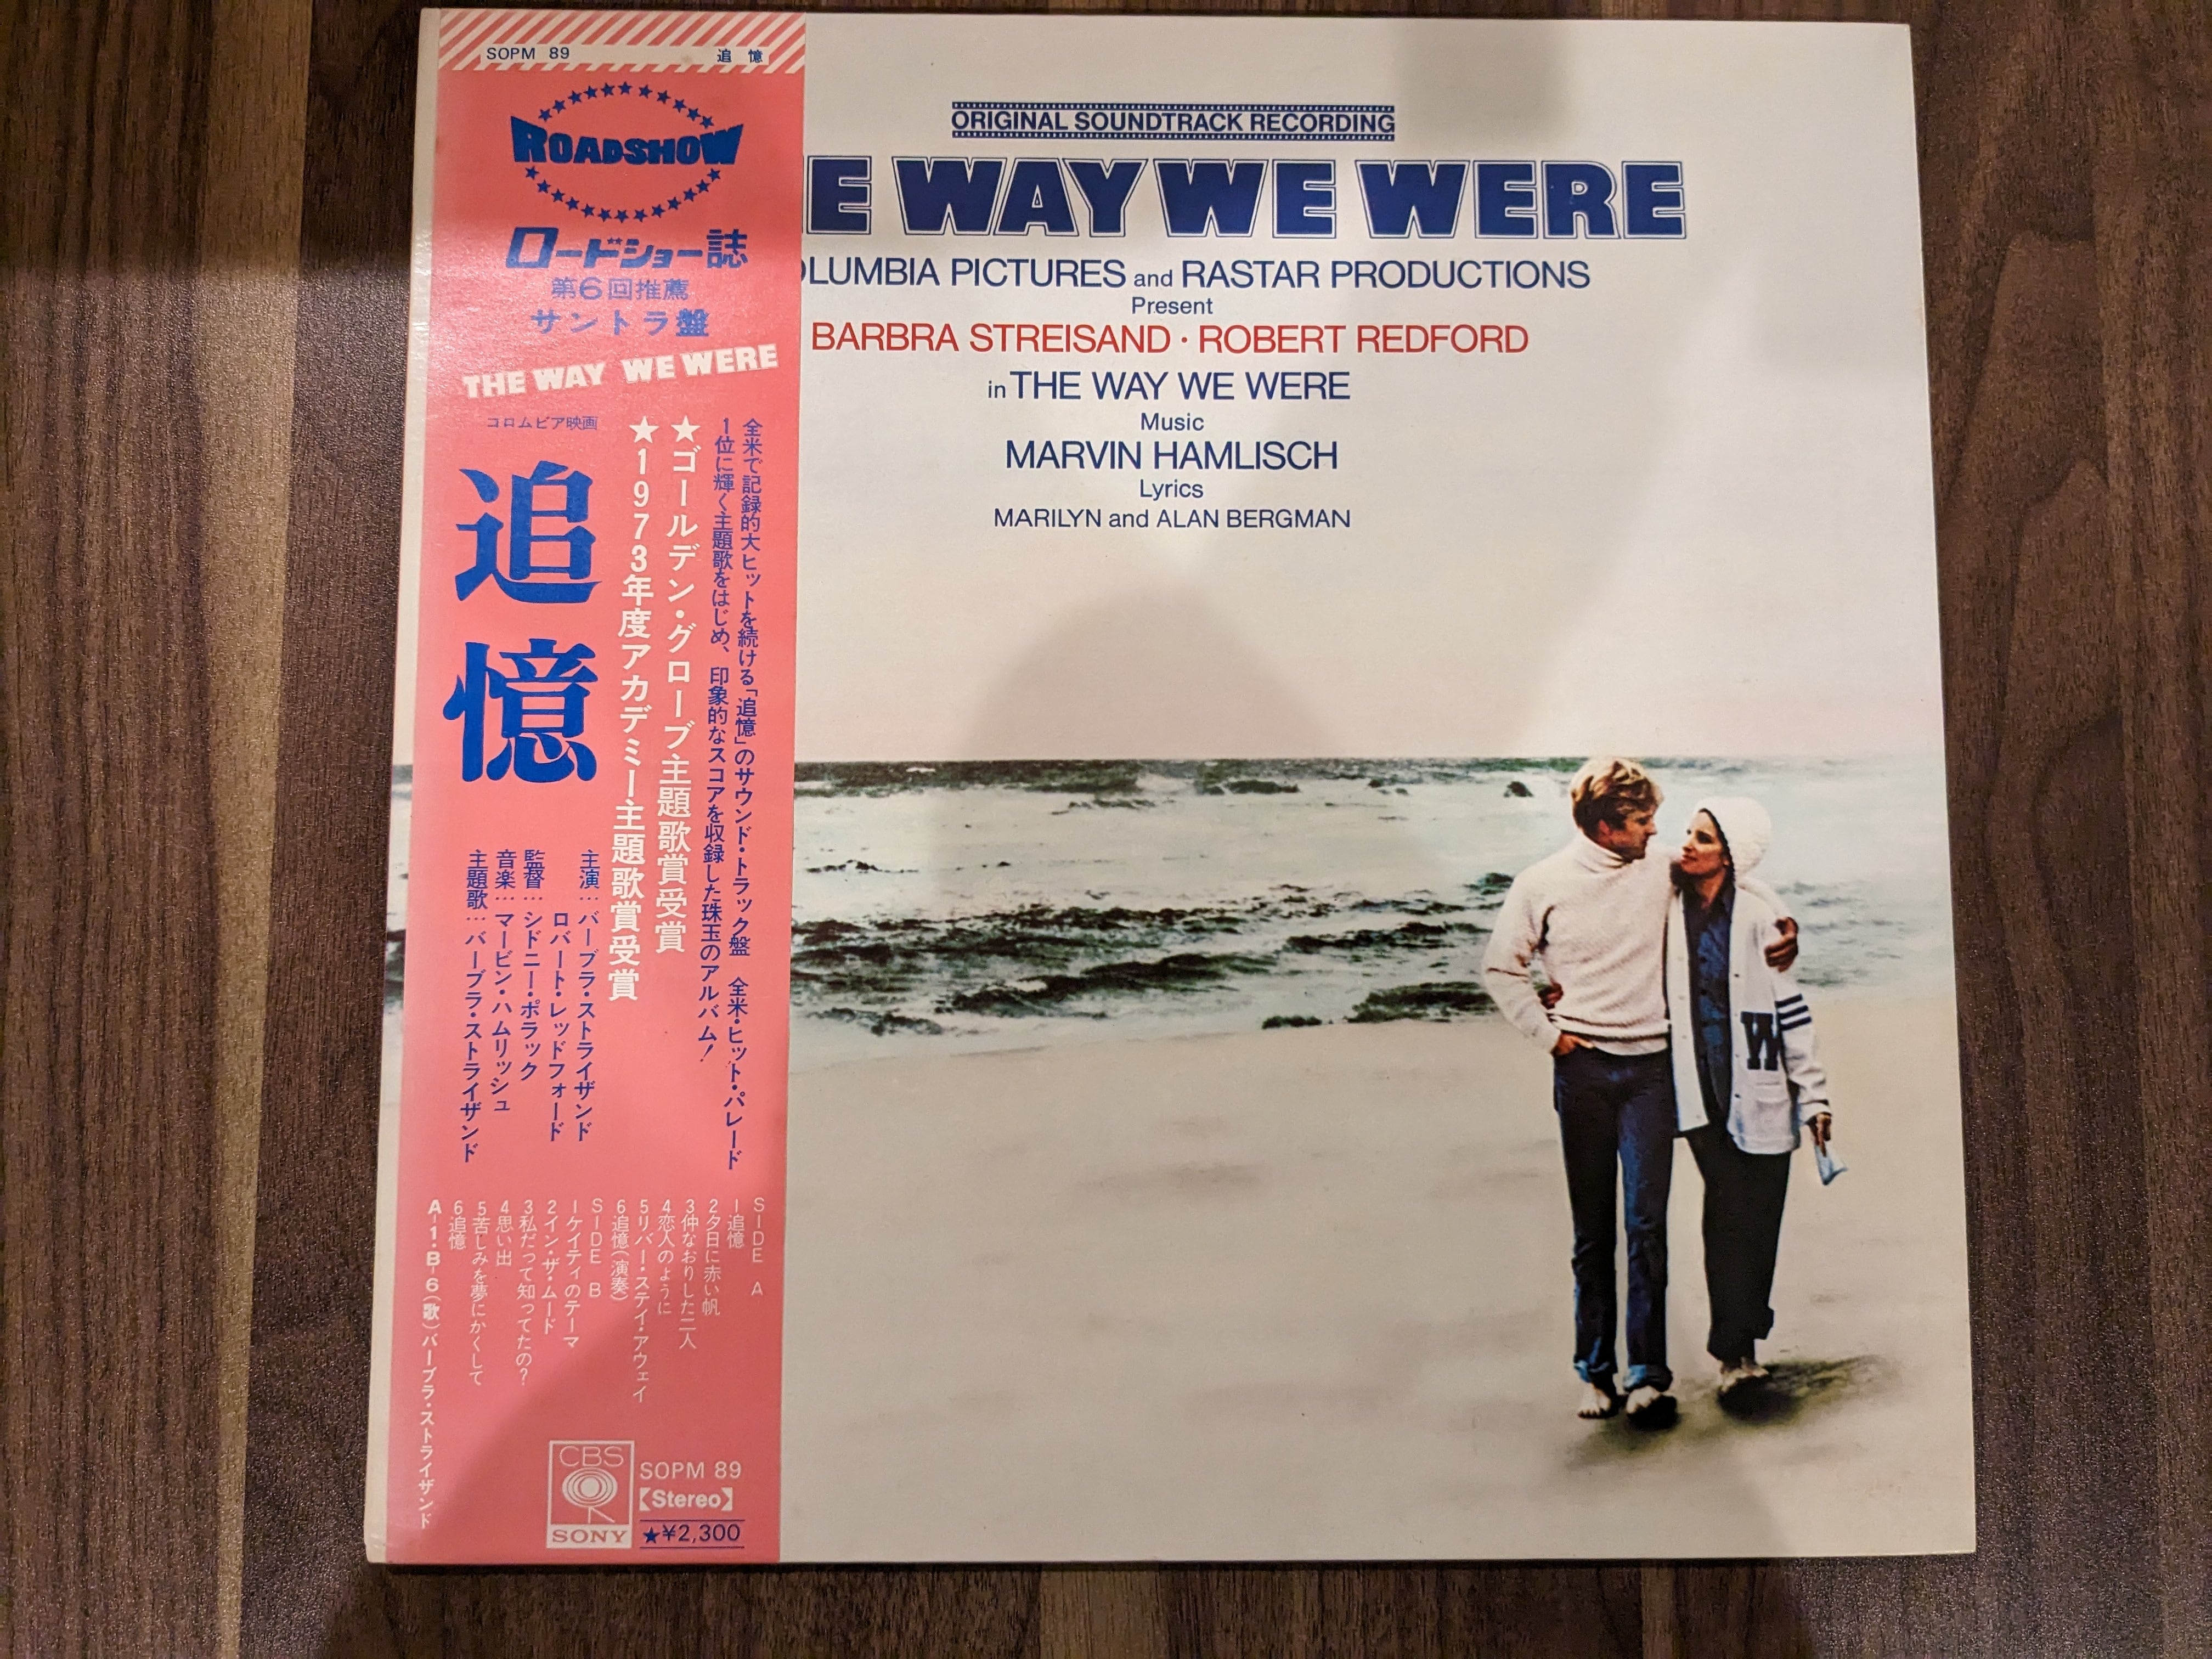 SOPM 89 追憶
ROADSHOW
ロードショー誌
第6回推薦
サントラ盤
THE WAY WE WERE
全米で記録的大ヒットを続ける「追憶」のサウンド・トラック盤 全米・ヒット・パレード
1位に輝く主題歌をはじめ、印象的なスコアを収録した珠玉のアルバム!
★ゴールデン・グローブ主題歌賞受賞
★1973年度アカデミー主題歌賞受賞
コロムビア映画
追憶
主演…バーブラ・ストライザンド
ロバート・レッドフォード
監督…シドニー・ポラック
音楽…マービン・ハムリッシュ
主題歌…バーブラ・ストライザンド
SIDE A
1追憶
2夕日に赤い帆
3仲なおりした二人
4恋人のように
5リバー・ステイ・アウェイ
6追憶(演奏)
SIDE B
1ケイティのテーマ
2イン・ザ・ムード
3私だって知ってたの?
4思い出
5苦しみを夢にかくして
6追憶
A-1・B-6(歌)バーブラ・ストライザンド
CBS
SONY
SOPM 89
【Stereo】
★¥2,300
ORIGINAL SOUNDTRACK RECORDING
E WAY WE WERE
OLUMBIA PICTURES and RASTAR PRODUCTIONS
Present
BARBRA STREISAND · ROBERT REDFORD
in THE WAY WE WERE
Music
MARVIN HAMLISCH
Lyrics
MARILYN and ALAN BERGMAN
W